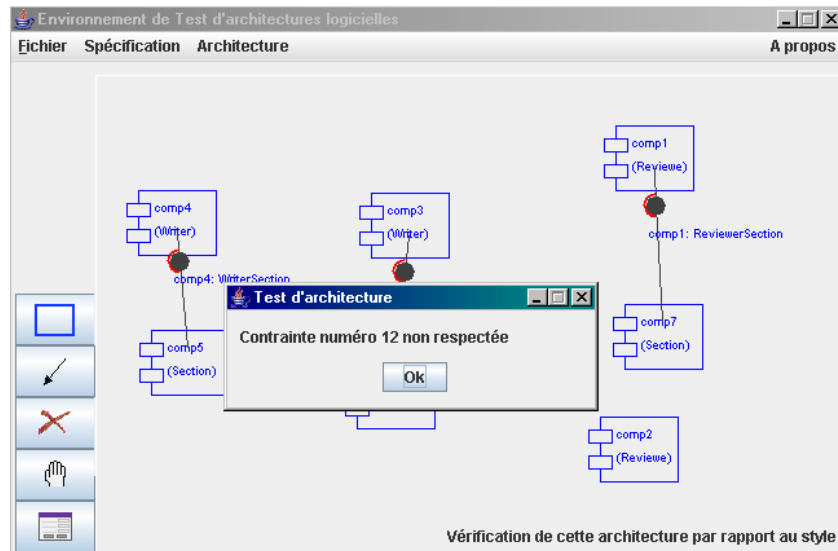 Environnement de Test d'architectures logicielles
Fichier Spécification Architecture A propos
comp1
(Reviewe)
comp4
(Writer)
comp3
(Writer)
comp1: ReviewerSection
comp4: WriterSection
Test d'architecture
Contrainte numéro 12 non respectée
Ok
comp5
(Section)
comp7
(Section)
comp2
(Reviewe)
Vérification de cette architecture par rapport au style